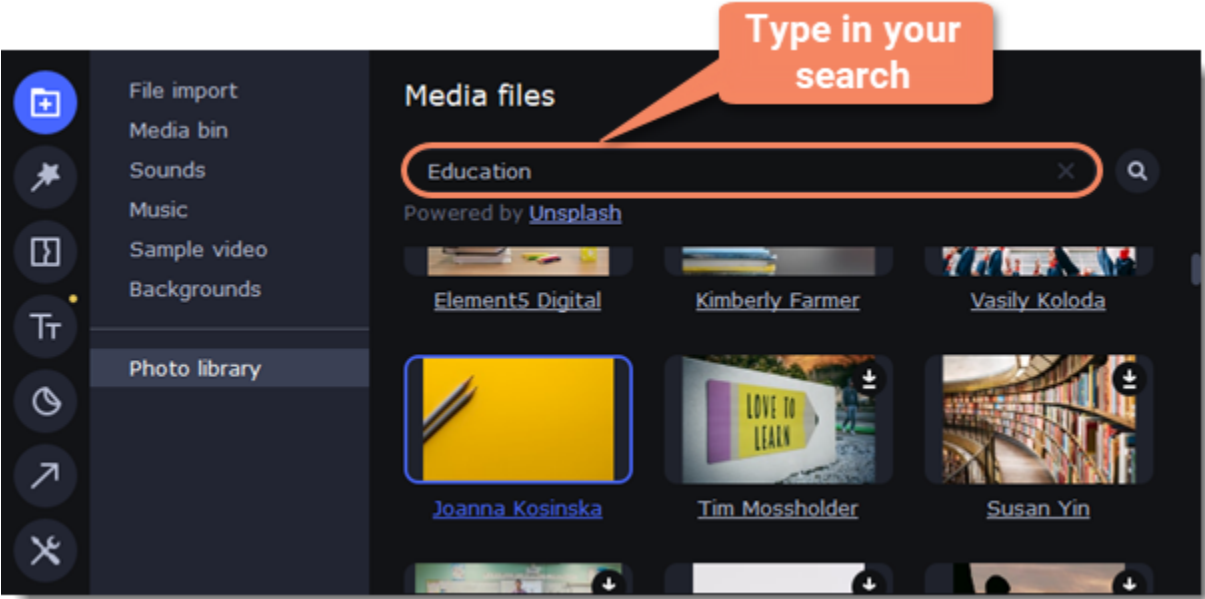 Type in your
search
File import
Media bin
Sounds
Music
Sample video
Backgrounds
Photo library
Media files
Education
Powered by Unsplash
Element5 Digital
Kimberly Farmer
Vasily Koloda
LOVE TO
LEARN
Joanna Kosinska
Tim Mossholder
Susan Yin
TT